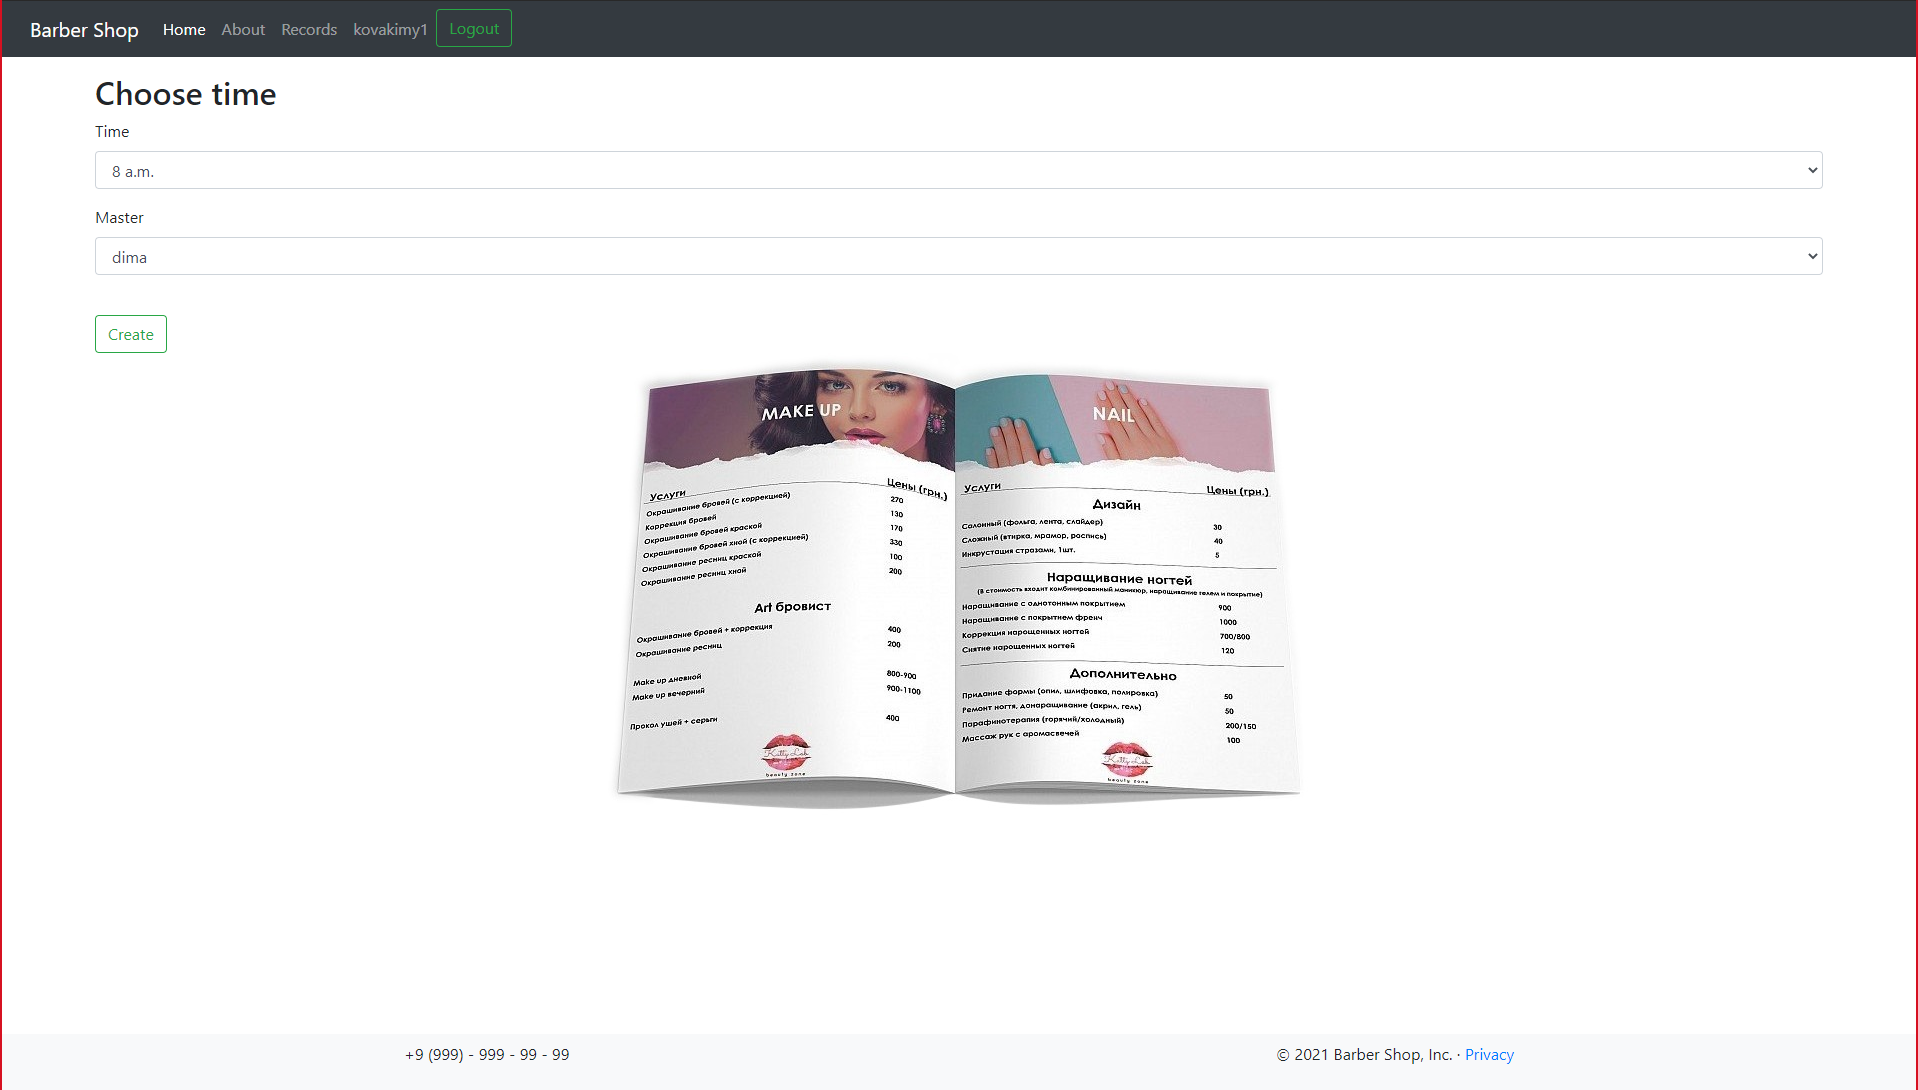 Barber Shop Home About Records kovakimy1 Logout
Choose time
Time
8 a.m.
Master
dima
Create
MAKE UP
Услуги Цены (грн.)
Окрашивание бровей (с коррекцией) 270
Коррекция бровей 130
Окрашивание бровей краской 170
Окрашивание бровей хной (с коррекцией) 330
Окрашивание ресниц краской 100
Окрашивание ресниц хной 200
Art бровист
Окрашивание бровей + коррекция 400
Окрашивание ресниц 200
Make up дневной 800-900
Make up вечерний 900-1100
Прокол ушей + серьги 400
Katty Lab
beauty zone
NAIL
Услуги Цены (грн.)
Дизайн
Салонный (фольга, лента, слайдер) 30
Сложный (втирка, мрамор, роспись) 40
Инкрустация стразами, 1шт. 5
Наращивание ногтей
(В стоимость входит комбинированный маникюр, наращивание гелем и покрытие)
Наращивание с однотонным покрытием 900
Наращивание с покрытием френч 1000
Коррекция нарощенных ногтей 700/800
Снятие нарощенных ногтей 120
Дополнительно
Придание формы (опил, шлифовка, полировка) 50
Ремонт ногтя, донаращивание (акрил, гель) 50
Парафинотерапия (горячий/холодный) 200/150
Массаж рук с аромасвечей 100
Katty Lab
beauty zone
+9 (999) - 999 - 99 - 99
© 2021 Barber Shop, Inc. · Privacy